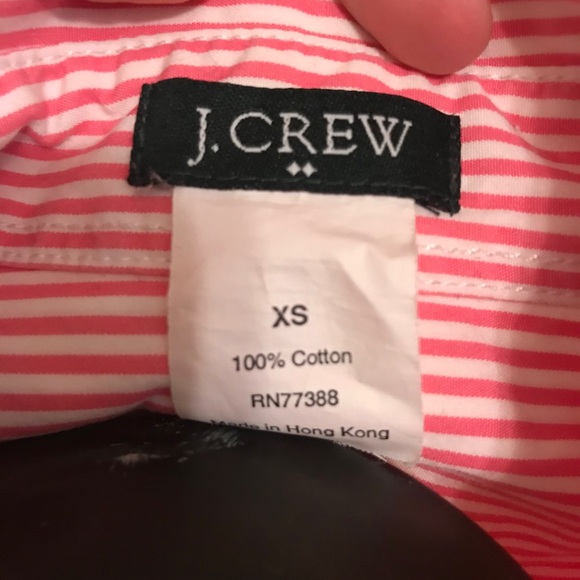 J.CREW
XS
100% Cotton
RN77388
Made in Hong Kong